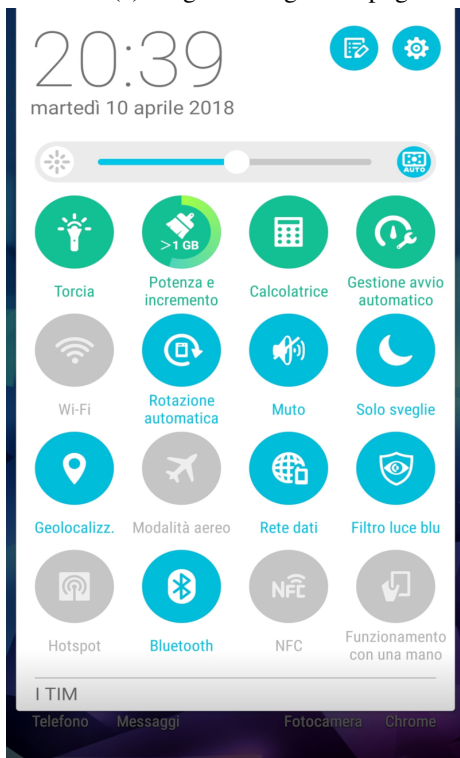 20:39
martedì 10 aprile 2018
AUTO
>1 GB
Torcia
Potenza e
incremento
Calcolatrice
Gestione avvio
automatico
Wi-Fi
Rotazione
automatica
Muto
Solo sveglie
Geolocalizz.
Modalità aereo
Rete dati
Filtro luce blu
NFC
Hotspot
Bluetooth
NFC
Funzionamento
con una mano
I TIM
Telefono Messaggi Fotocamera Chrome